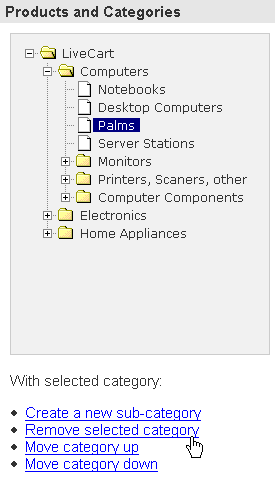 Products and Categories
LiveCart
Computers
Notebooks
Desktop Computers
Palms
Server Stations
Monitors
Printers, Scaners, other
Computer Components
Electronics
Home Appliances
With selected category:
• Create a new sub-category
• Remove selected category
• Move category up
• Move category down